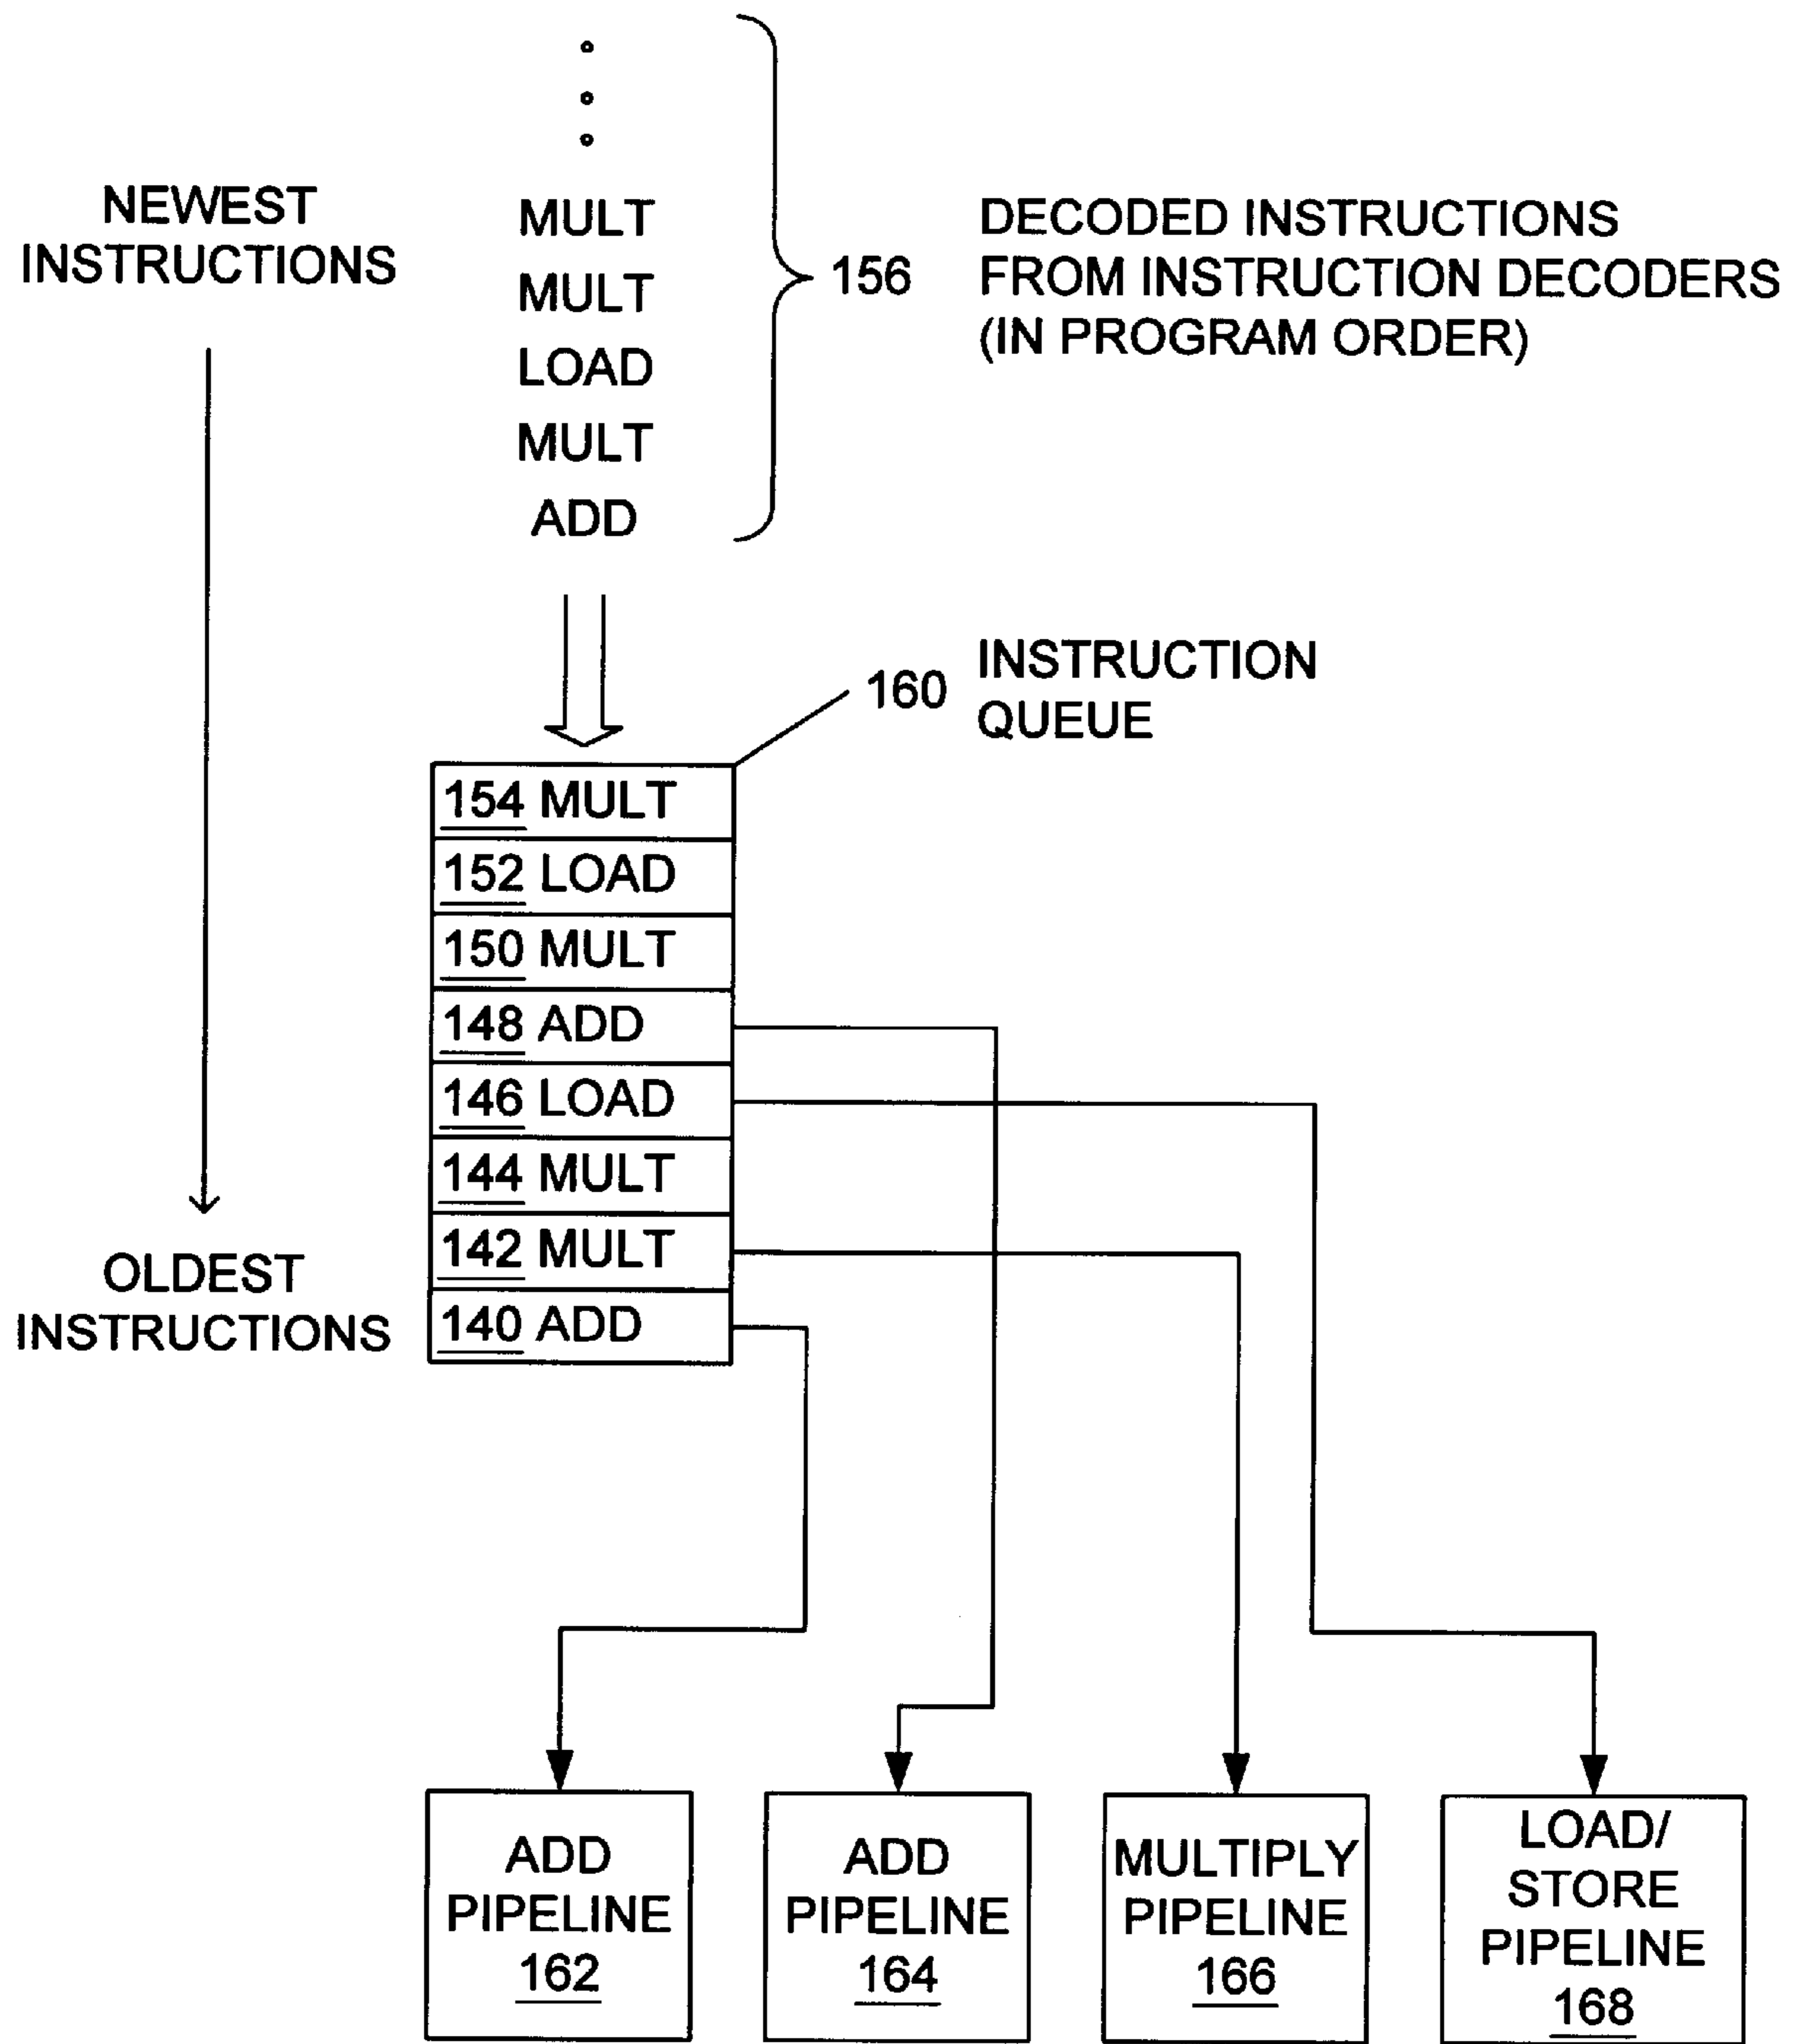 NEWEST
INSTRUCTIONS
MULT
MULT
LOAD
MULT
ADD
156
DECODED INSTRUCTIONS
FROM INSTRUCTION DECODERS
(IN PROGRAM ORDER)
160
INSTRUCTION
QUEUE
154 MULT
152 LOAD
150 MULT
148 ADD
146 LOAD
144 MULT
142 MULT
140 ADD
OLDEST
INSTRUCTIONS
ADD
PIPELINE
162
ADD
PIPELINE
164
MULTIPLY
PIPELINE
166
LOAD/
STORE
PIPELINE
168